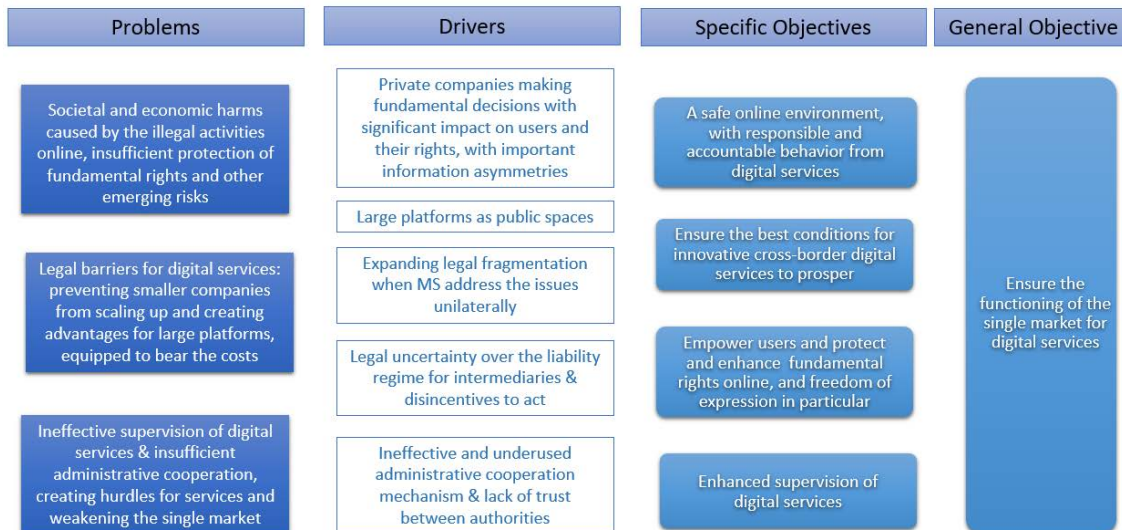 Problems
Drivers
Specific Objectives
General Objective
Societal and economic harms
caused by the illegal activities
online, insufficient protection of
fundamental rights and other
emerging risks
Legal barriers for digital services:
preventing smaller companies
from scaling up and creating
advantages for large platforms,
equipped to bear the costs
Ineffective supervision of digital
services & insufficient
administrative cooperation,
creating hurdles for services and
weakening the single market
Private companies making
fundamental decisions with
significant impact on users and
their rights, with important
information asymmetries
Large platforms as public spaces
Expanding legal fragmentation
when MS address the issues
unilaterally
Legal uncertainty over the liability
regime for intermediaries &
disincentives to act
Ineffective and underused
administrative cooperation
mechanism & lack of trust
between authorities
A safe online environment,
with responsible and
accountable behavior from
digital services
Ensure the best conditions for
innovative cross-border digital
services to prosper
Empower users and protect
and enhance fundamental
rights online, and freedom of
expression in particular
Enhanced supervision of
digital services
Ensure the
functioning of the
single market for
digital services